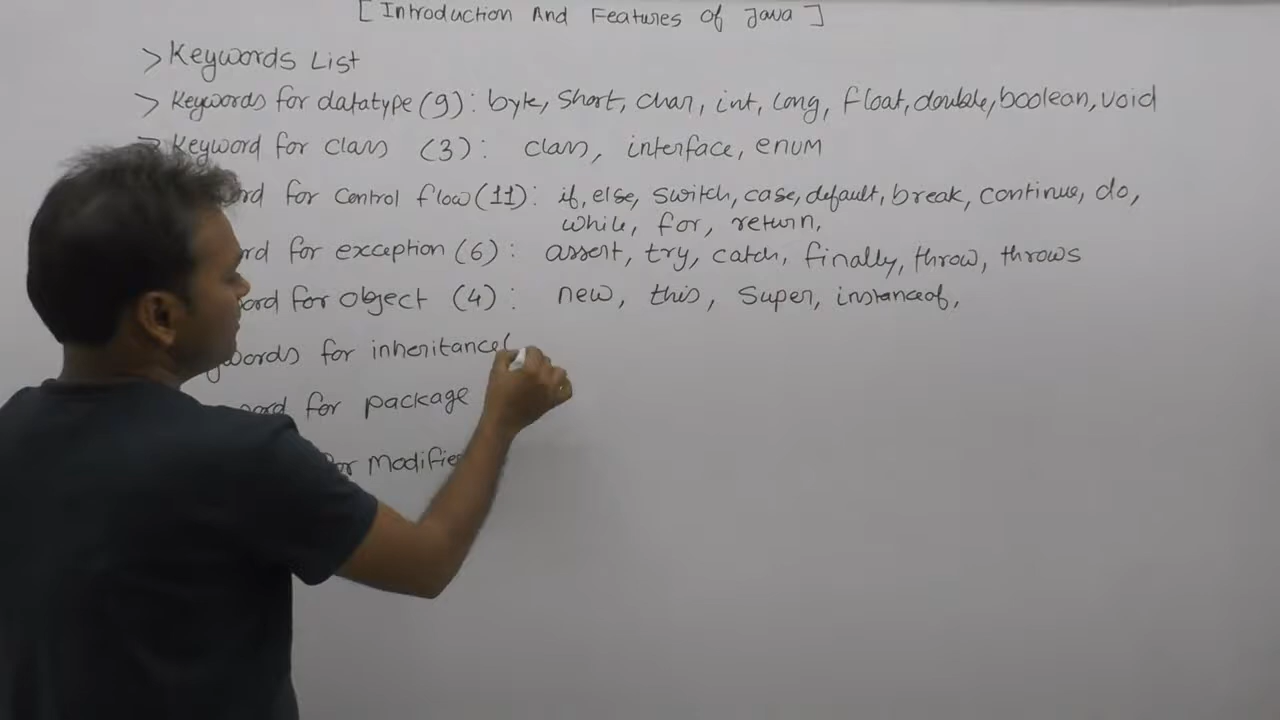 [ Introduction And Features of Java ]
> Keywords List
> Keywords for datatype (9) : byte, short, char, int, long, float, double, boolean, void
> Keyword for class (3) : class, interface, enum
for control flow (11) : if, else, switch, case, default, break, continue, do,
while, for, return,
for exception (6) : assert, try, catch, finally, throw, throws
for object (4) : new, this, super, instanceof,
for inheritance(
for package
for Modifie